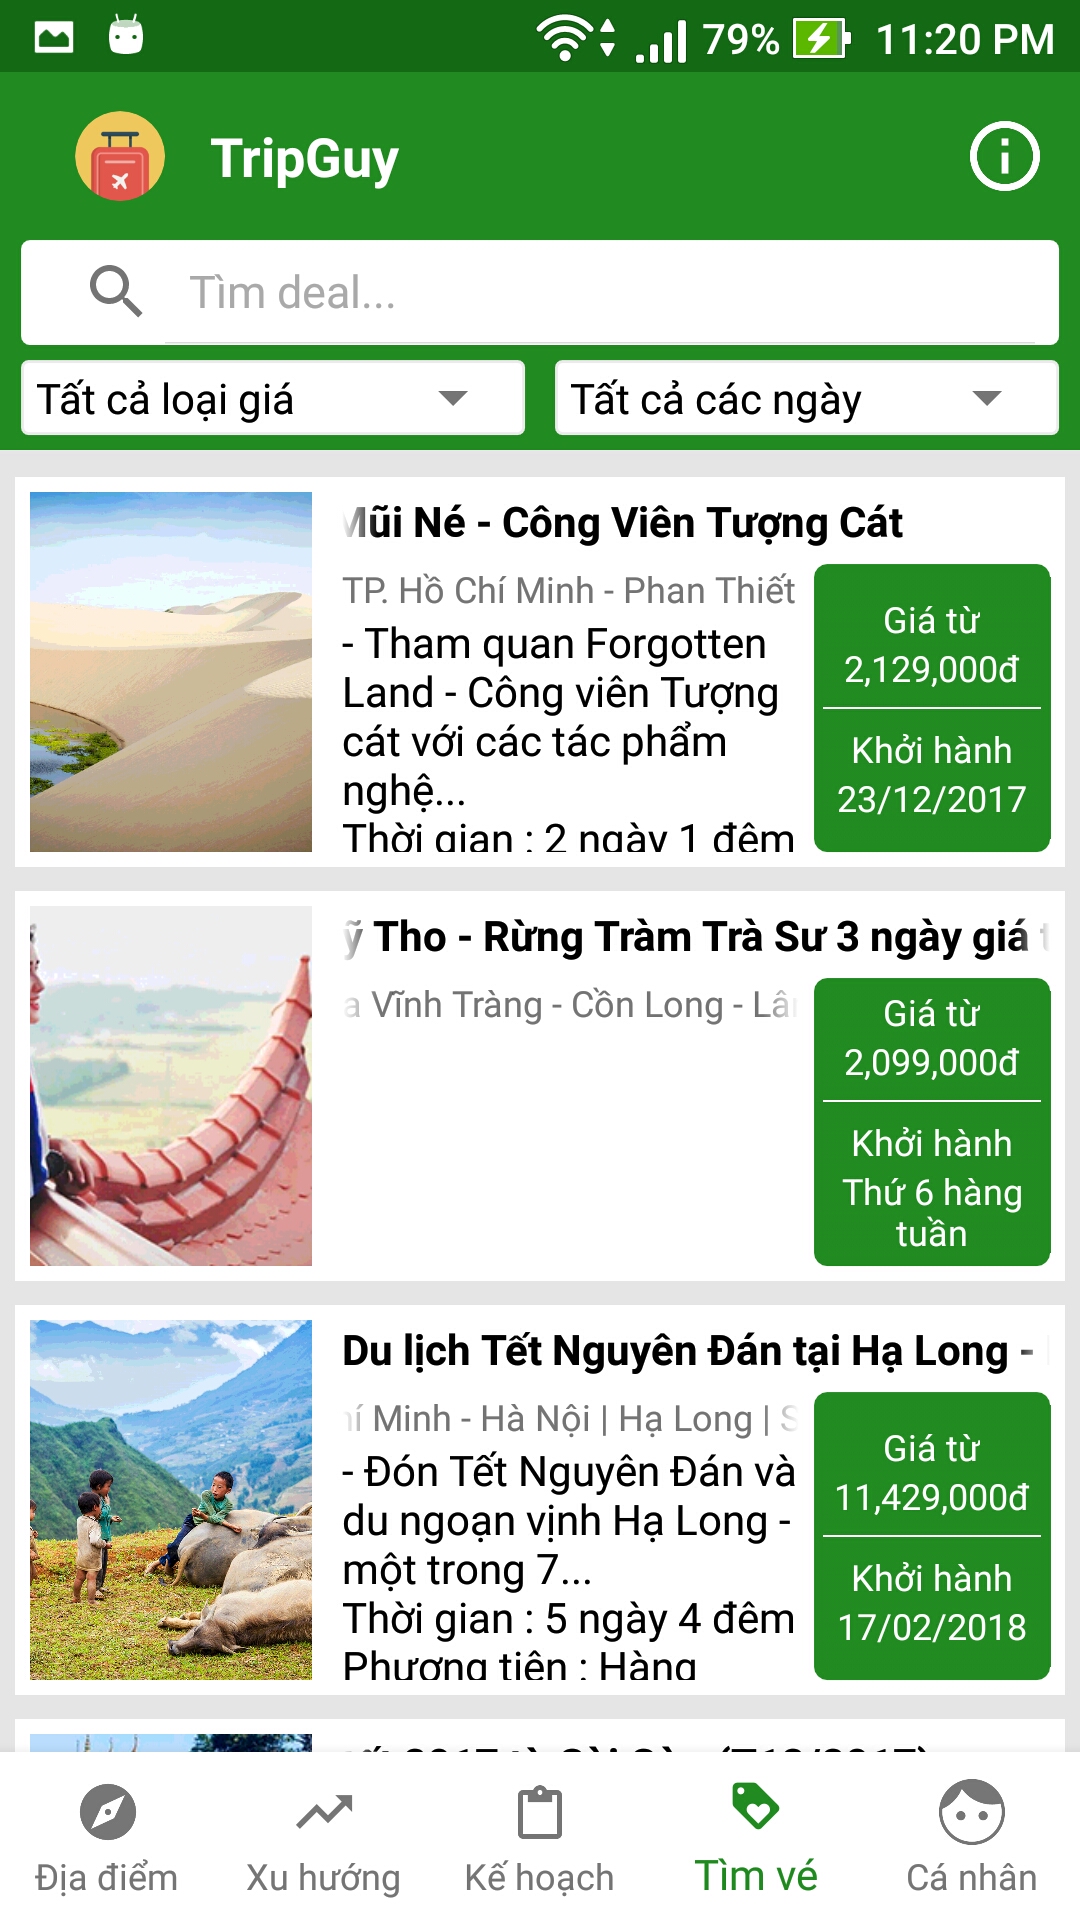 79% 11:20 PM
TripGuy
Tìm deal...
Tất cả loại giá
Tất cả các ngày
Mũi Né - Công Viên Tượng Cát
TP. Hồ Chí Minh - Phan Thiết
- Tham quan Forgotten
Land - Công viên Tượng
cát với các tác phẩm
nghệ...
Thời gian : 2 ngày 1 đêm
Giá từ
2,129,000đ
Khởi hành
23/12/2017
Tho - Rừng Tràm Trà Sư 3 ngày giá
Vĩnh Tràng - Cồn Long -
Giá từ
2,099,000đ
Khởi hành
Thứ 6 hàng
tuần
Du lịch Tết Nguyên Đán tại Hạ Long -
Minh - Hà Nội | Hạ Long |
- Đón Tết Nguyên Đán và
du ngoạn vịnh Hạ Long -
một trong 7...
Thời gian : 5 ngày 4 đêm
Phương tiện : Hàng
Giá từ
11,429,000đ
Khởi hành
17/02/2018
Địa điểm
Xu hướng
Kế hoạch
Tìm vé
Cá nhân